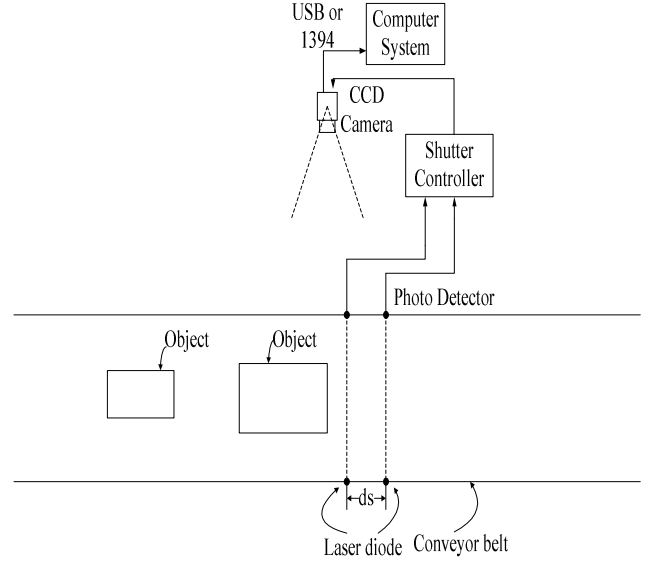 USB or
1394
Computer
System
CCD
Camera
Shutter
Controller
Photo Detector
Object
Object
ds
Laser diode
Conveyor belt